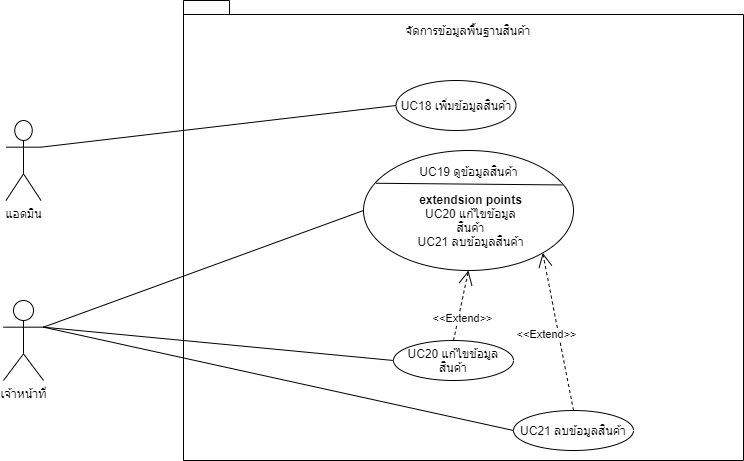 จัดการข้อมูลพื้นฐานสินค้า
UC18 เพิ่มข้อมูลสินค้า
UC19 ดูข้อมูลสินค้า
extendsion points
UC20 แก้ไขข้อมูล
สินค้า
UC21 ลบข้อมูลสินค้า
แอดมิน
<<Extend>>
<<Extend>>
UC20 แก้ไขข้อมูล
สินค้า
เจ้าหน้าที่
UC21 ลบข้อมูลสินค้า